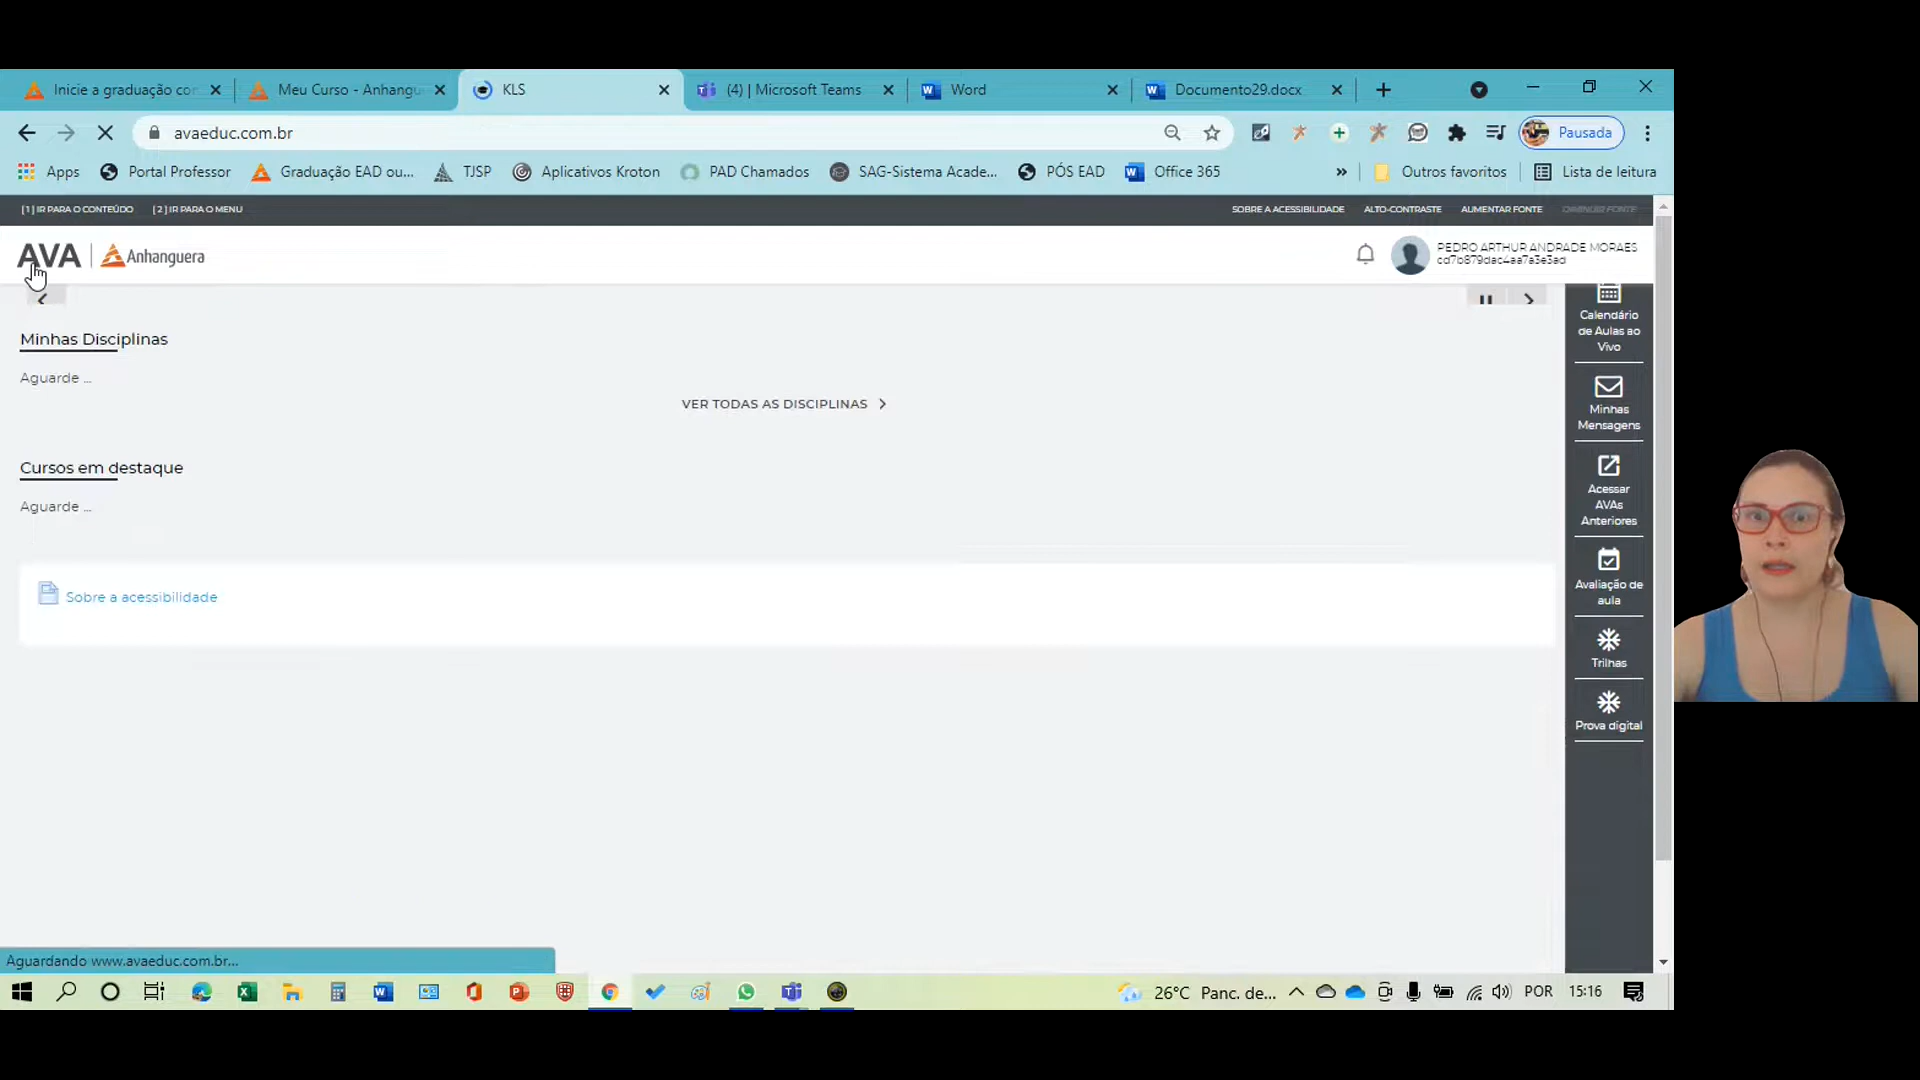 Inicie a graduação cor
Meu Curso - Anhangu
KLS
(4) | Microsoft Teams
Word
Documento29.docx
avaeduc.com.br
Pausada
Apps
Portal Professor
Graduação EAD ou...
TJSP
Aplicativos Kroton
PAD Chamados
SAG-Sistema Acade...
PÓS EAD
Office 365
»
Outros favoritos
Lista de leitura
[1] IR PARA O CONTEÚDO
[2] IR PARA O MENU
SOBRE A ACESSIBILIDADE
ALTO-CONTRASTE
AUMENTAR FONTE
DIMINUIR FONTE
AVA
Anhanguera
PEDRO ARTHUR ANDRADE MORAES
cd7b879dac4aa7a3e3ad
Minhas Disciplinas
Aguarde ...
VER TODAS AS DISCIPLINAS
Cursos em destaque
Aguarde ...
Sobre a acessibilidade
Calendário
de Aulas ao
Vivo
Minhas
Mensagens
Acessar
AVAs
Anteriores
Avaliação de
aula
Trilhas
Prova digital
Aguardando www.avaeduc.com.br...
26°C Panc. de...
POR
15:16